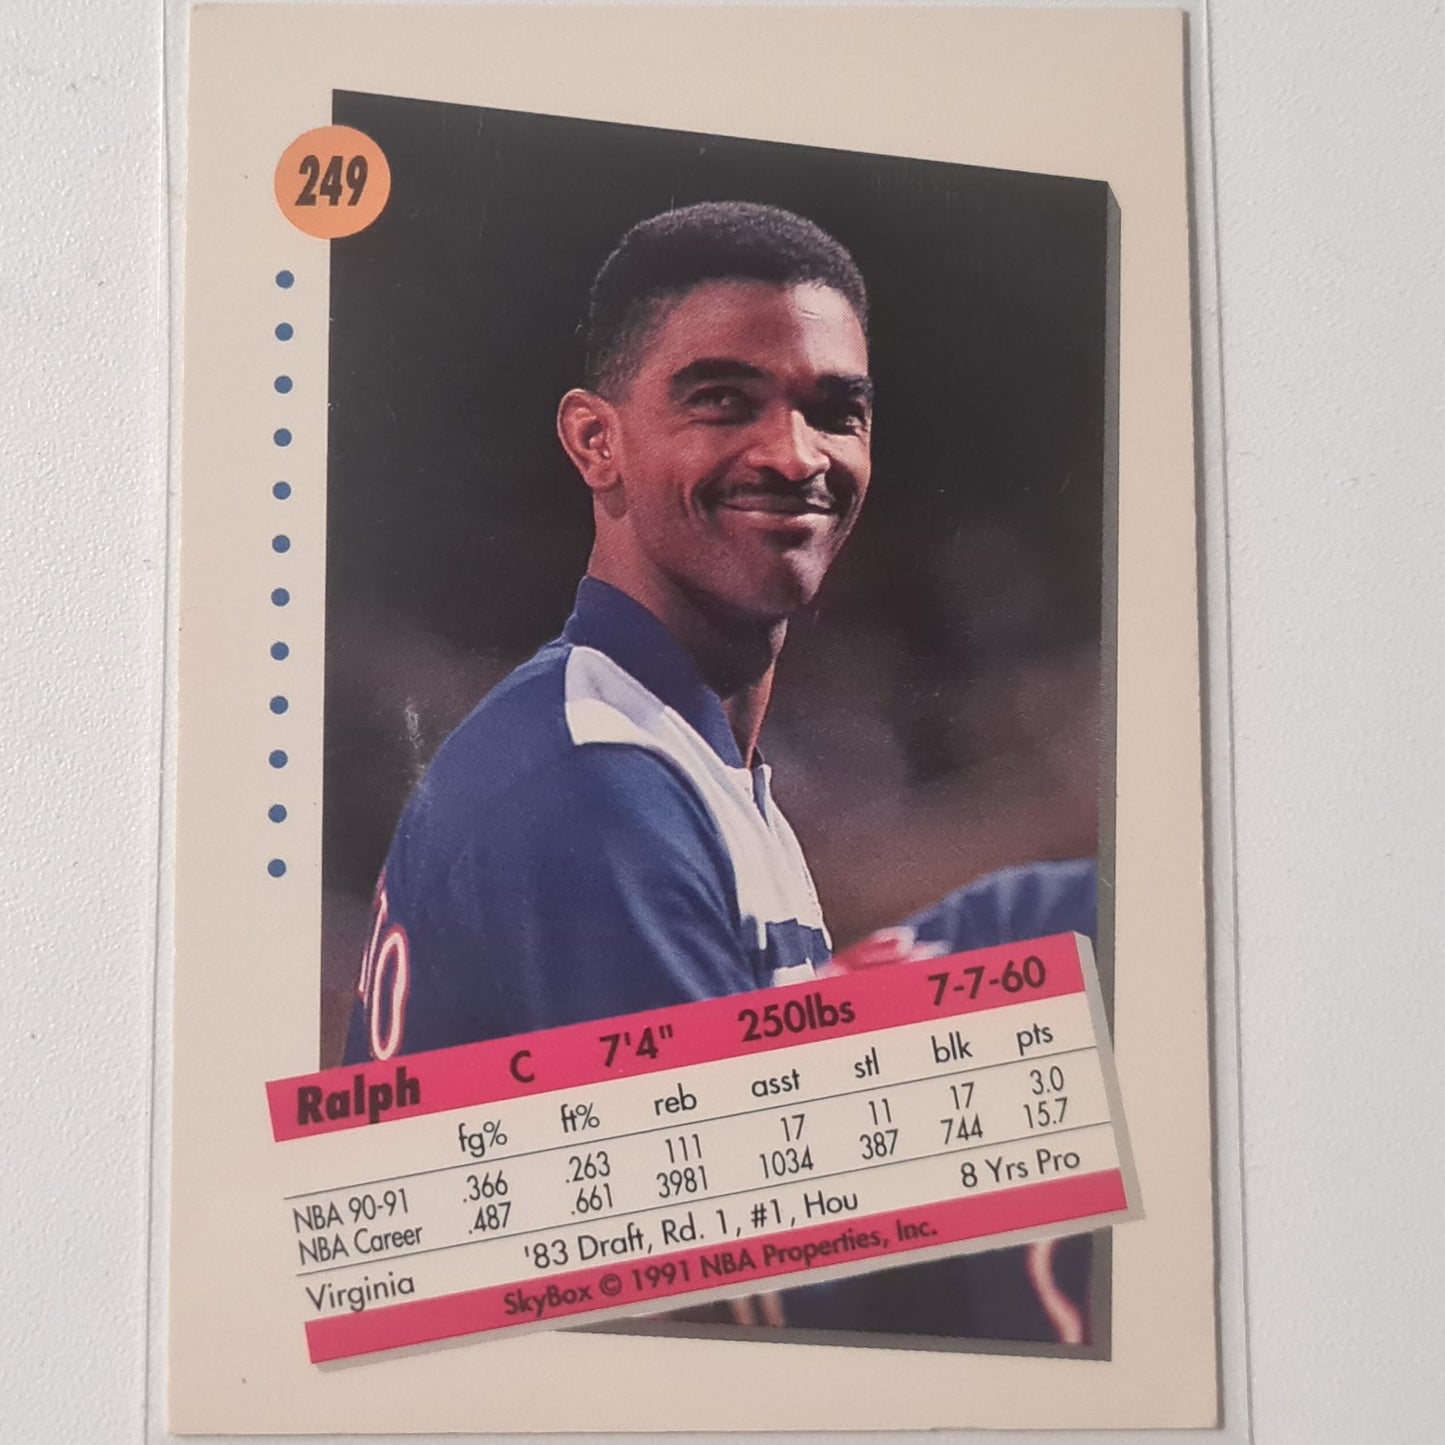 249
Ralph C 7'4" 250lbs 7-7-60
fg% ft% reb asst stl blk pts
NBA 90-91 .366 .263 111 17 11 17 3.0
NBA Career .487 .661 3981 1034 387 744 15.7
Virginia '83 Draft, Rd. 1, #1, Hou 8 Yrs Pro
SkyBox © 1991 NBA Properties, Inc.